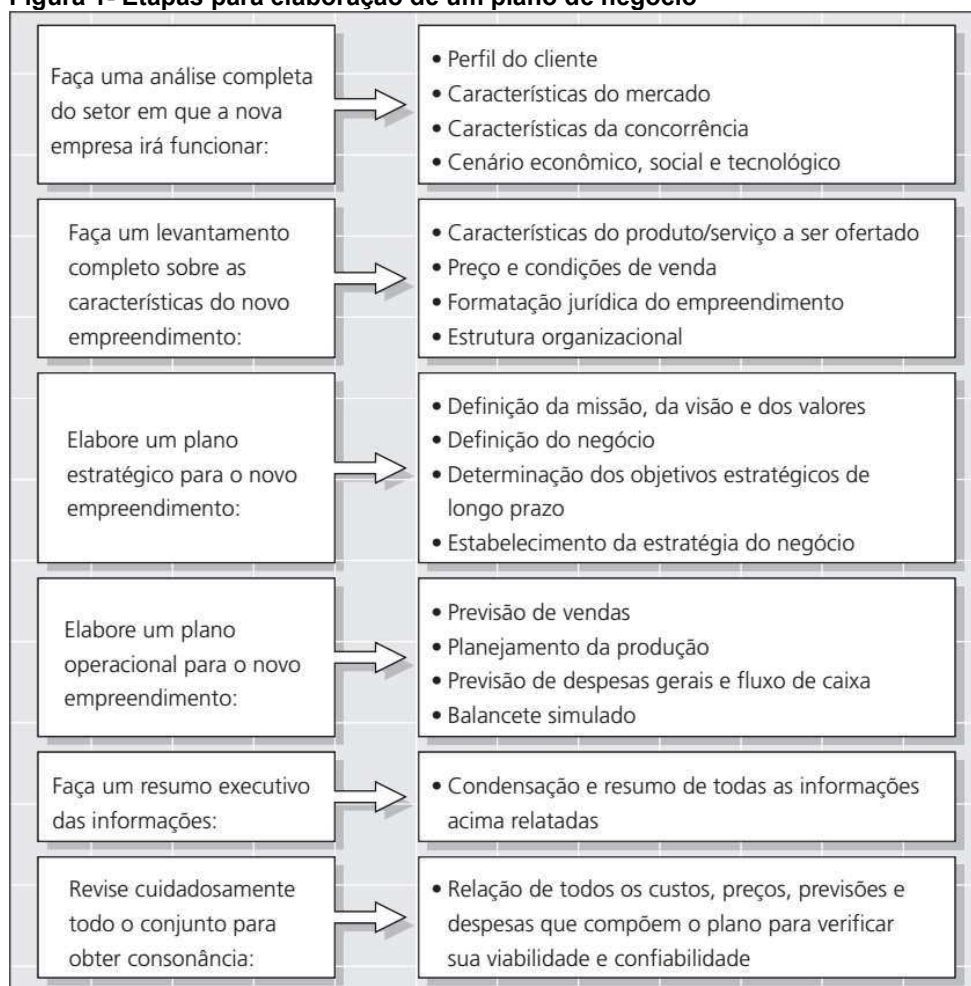 Figura 1- Etapas para elaboração de um plano de negócio
Faça uma análise completa
do setor em que a nova
empresa irá funcionar:
• Perfil do cliente
• Características do mercado
• Características da concorrência
• Cenário econômico, social e tecnológico
Faça um levantamento
completo sobre as
características do novo
empreendimento:
• Características do produto/serviço a ser ofertado
• Preço e condições de venda
• Formatação jurídica do empreendimento
• Estrutura organizacional
Elabore um plano
estratégico para o novo
empreendimento:
• Definição da missão, da visão e dos valores
• Definição do negócio
• Determinação dos objetivos estratégicos de
longo prazo
• Estabelecimento da estratégia do negócio
Elabore um plano
operacional para o novo
empreendimento:
• Previsão de vendas
• Planejamento da produção
• Previsão de despesas gerais e fluxo de caixa
• Balancete simulado
Faça um resumo executivo
das informações:
• Condensação e resumo de todas as informações
acima relatadas
Revise cuidadosamente
todo o conjunto para
obter consonância:
• Relação de todos os custos, preços, previsões e
despesas que compõem o plano para verificar
sua viabilidade e confiabilidade